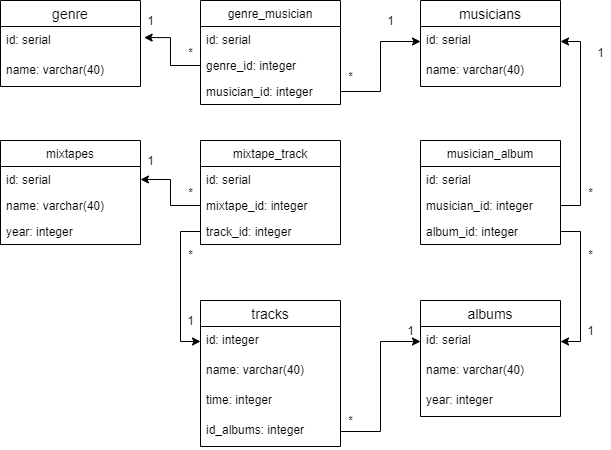 genre
id: serial
name: varchar(40)
1
*
genre_musician
id: serial
genre_id: integer
musician_id: integer
*
1
musicians
id: serial
name: varchar(40)
1
mixtapes
id: serial
name: varchar(40)
year: integer
1
*
mixtape_track
id: serial
mixtape_id: integer
track_id: integer
*
1
musician_album
id: serial
musician_id: integer
album_id: integer
*
*
1
tracks
id: integer
name: varchar(40)
time: integer
id_albums: integer
*
1
albums
id: serial
name: varchar(40)
year: integer